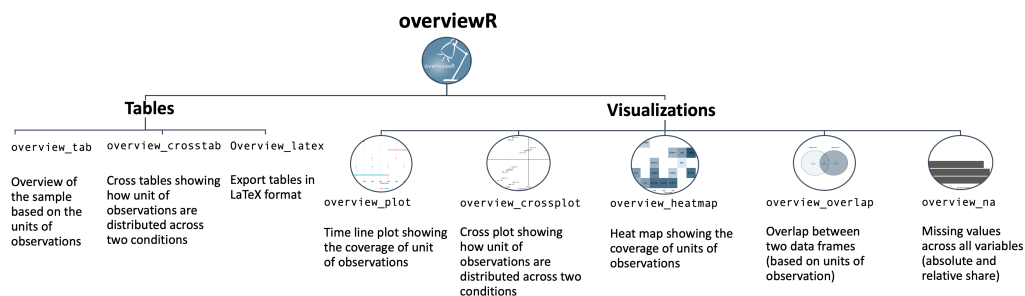 overviewR
overviewR
Tables
Visualizations
overview_tab
overview_crosstab
Overview_latex
Overview of
the sample
based on the
units of
observations
Cross tables showing
how unit of
observations are
distributed across
two conditions
Export tables in
LaTeX format
overview_plot
overview_crossplot
overview_heatmap
overview_overlap
overview_na
Time line plot showing
the coverage of unit
of observations
Cross plot showing
how unit of
observations are
distributed across two
conditions
Heat map showing the
coverage of units of
observations
Overlap between
two data frames
(based on units of
observation)
Missing values
across all variables
(absolute and
relative share)